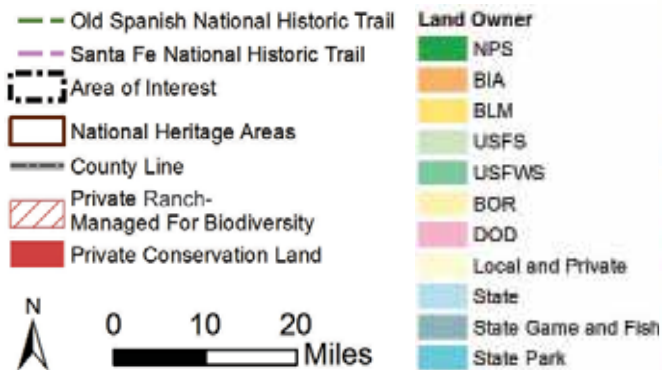 Old Spanish National Historic Trail
Santa Fe National Historic Trail
Area of Interest
National Heritage Areas
County Line
Private Ranch-
Managed For Biodiversity
Private Conservation Land
N
0 10 20
Miles
Land Owner
NPS
BIA
BLM
USFS
USFWS
BOR
DOD
Local and Private
State
State Game and Fish
State Park